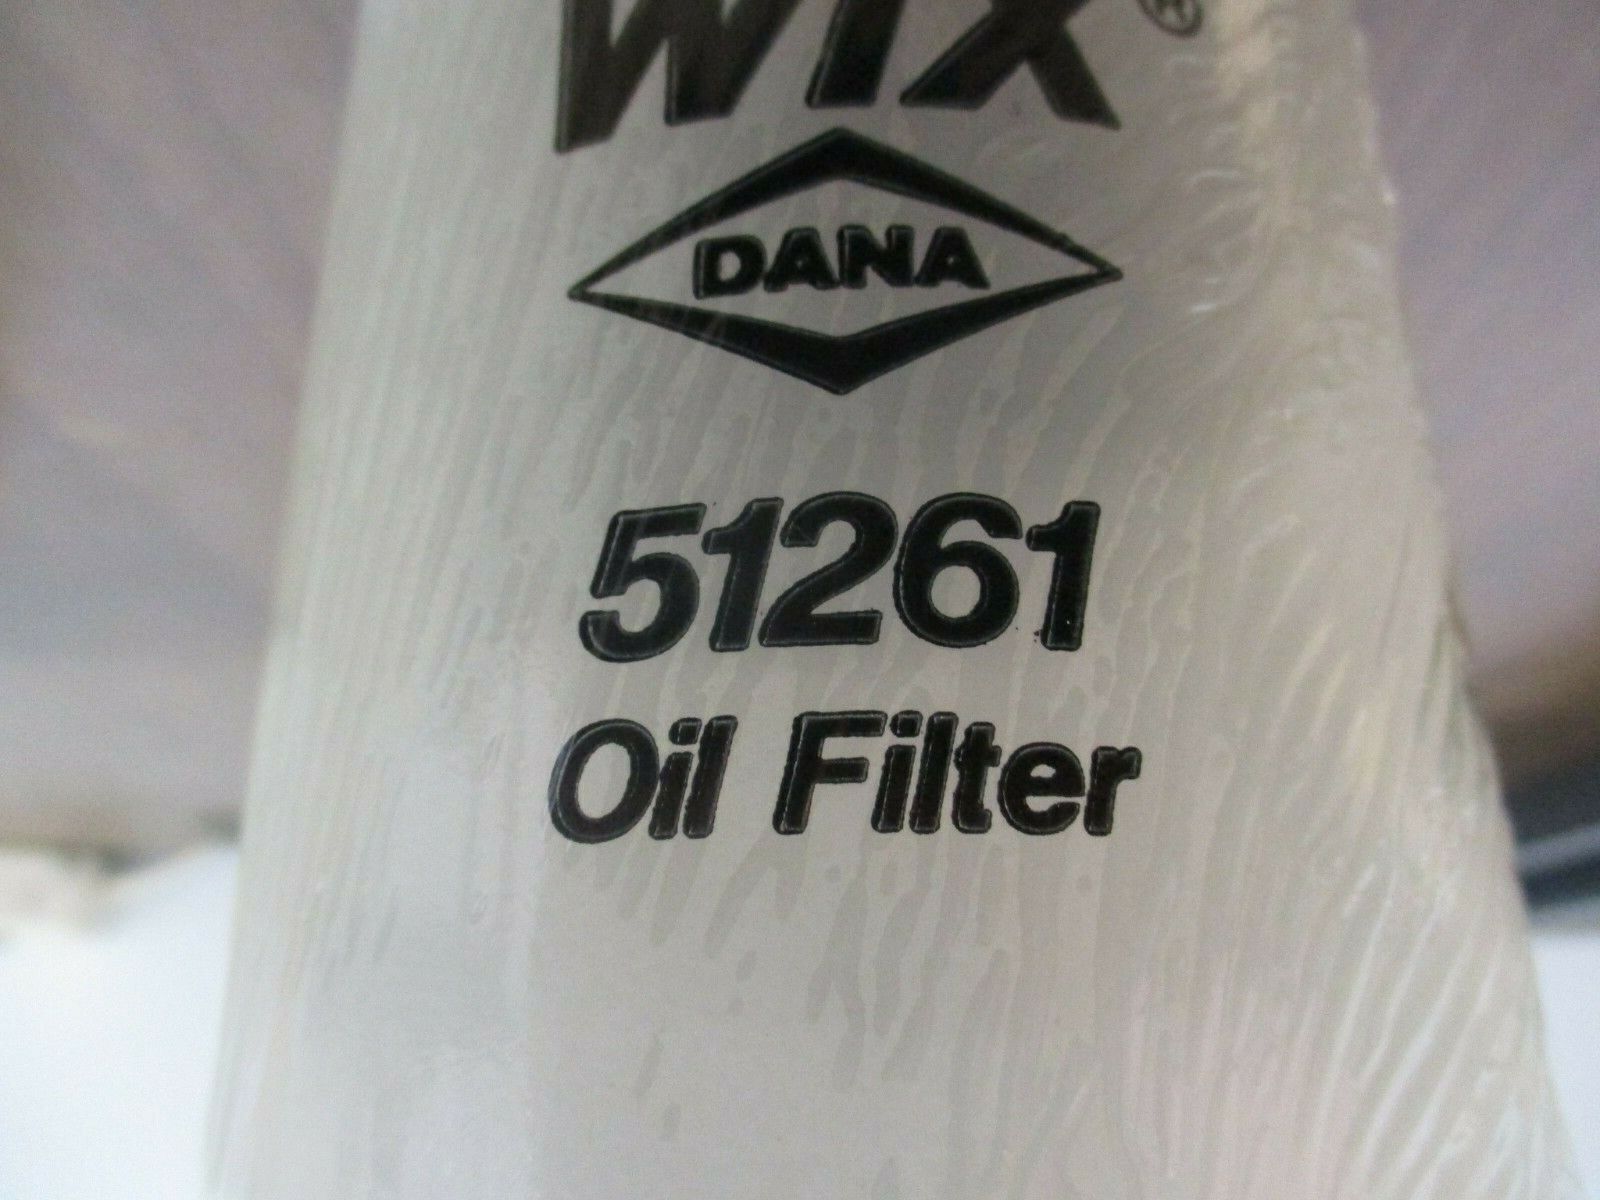 WIX®
DANA
51261
Oil Filter